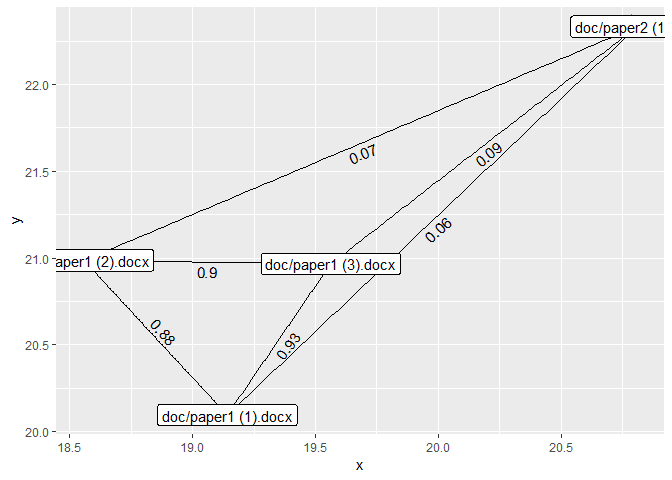 doc/paper2 (1
22.0
0.07
0.09
21.5
0.06
y
21.0
aper1 (2).docx
0.9
doc/paper1 (3).docx
0.88
0.93
20.5
doc/paper1 (1).docx
20.0
18.5 19.0 19.5 20.0 20.5
x